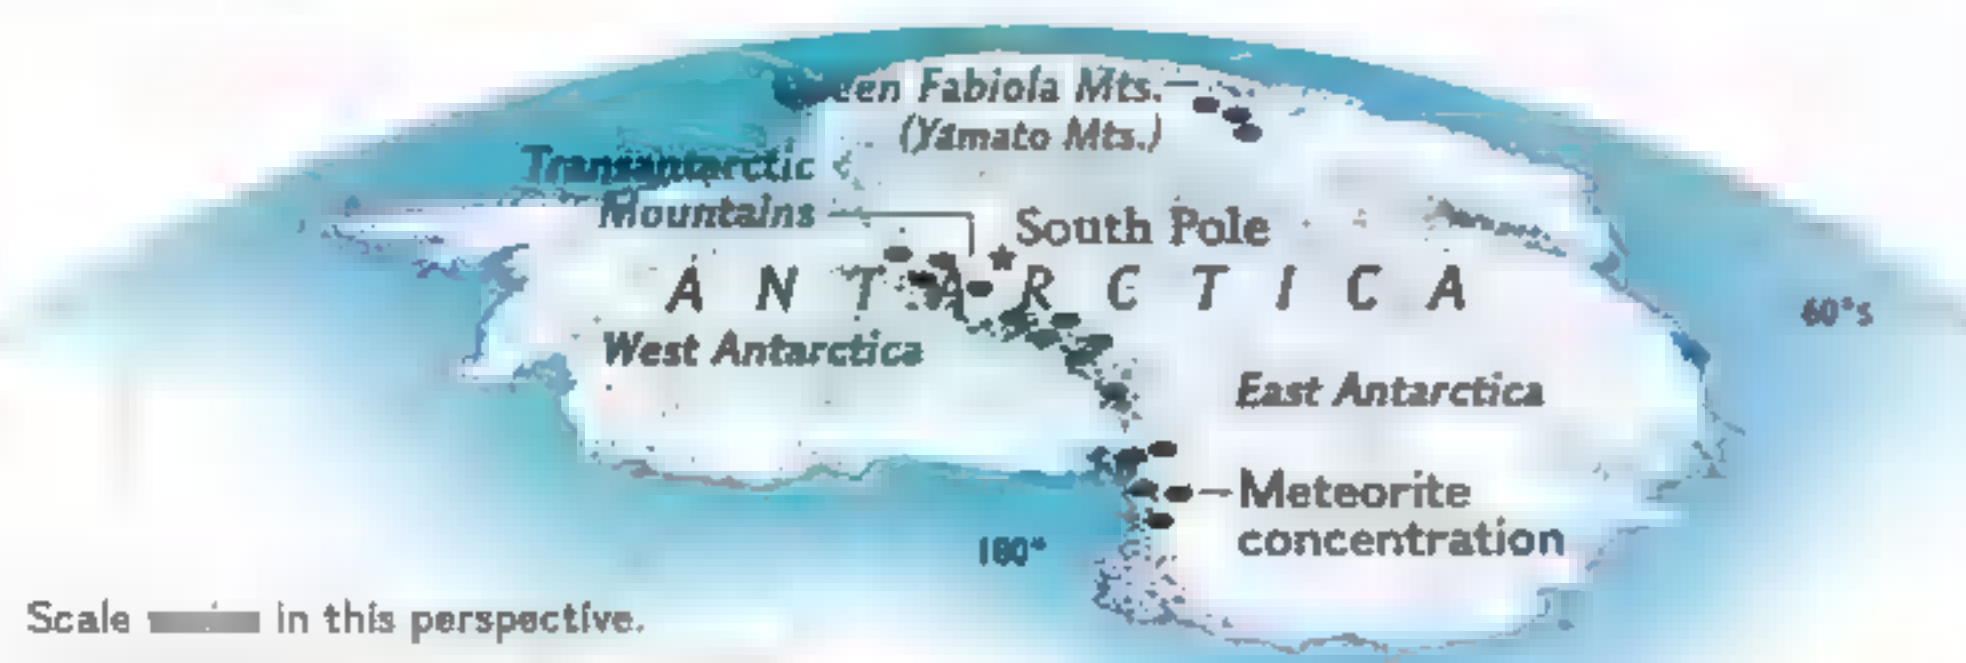 Fabiola Mts.
(Yamato Mts.)
Transantarctic
Mountains
South Pole
ANTARCTICA
West Antarctica
East Antarctica
60°S
Meteorite
concentration
180°
Scale in this perspective.